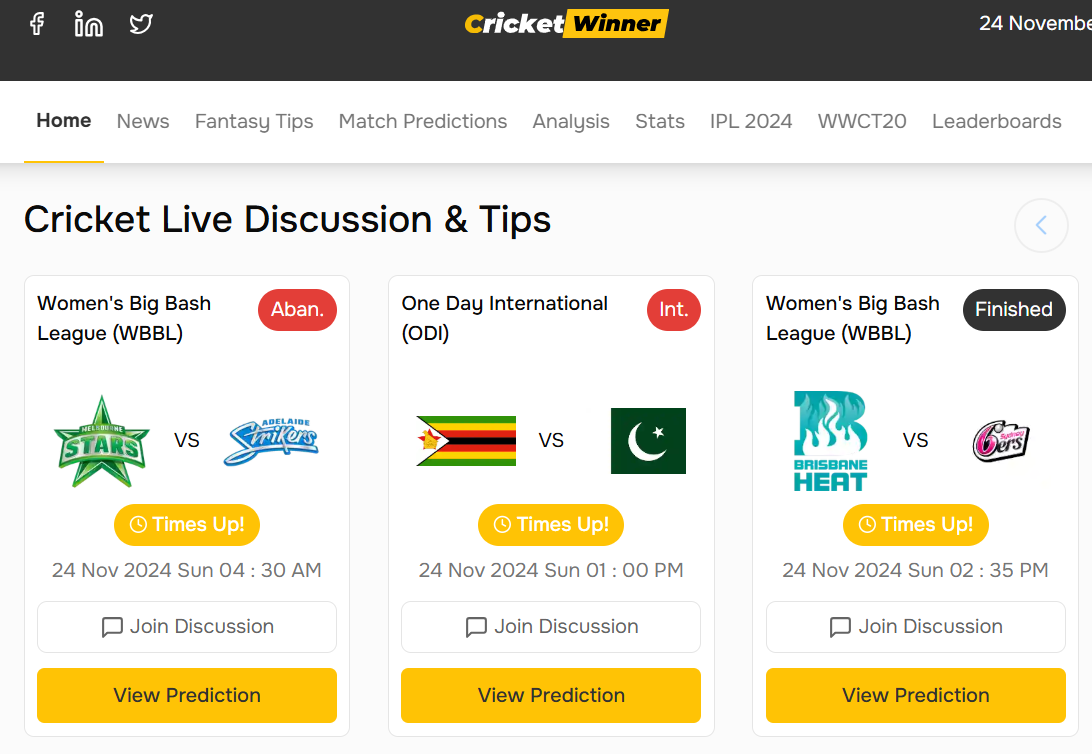 Cricket Winner
24 Novembe
Home News Fantasy Tips Match Predictions Analysis Stats IPL 2024 WWCT20 Leaderboards
Cricket Live Discussion & Tips
Women's Big Bash
League (WBBL)
Aban.
MELBOURNE
STARS
VS
ADELAIDE
Strikers
Times Up!
24 Nov 2024 Sun 04 : 30 AM
Join Discussion
View Prediction
One Day International
(ODI)
Int.
VS
Times Up!
24 Nov 2024 Sun 01 : 00 PM
Join Discussion
View Prediction
Women's Big Bash
League (WBBL)
Finished
BRISBANE
HEAT
VS
Sydney
6ers
Times Up!
24 Nov 2024 Sun 02 : 35 PM
Join Discussion
View Prediction